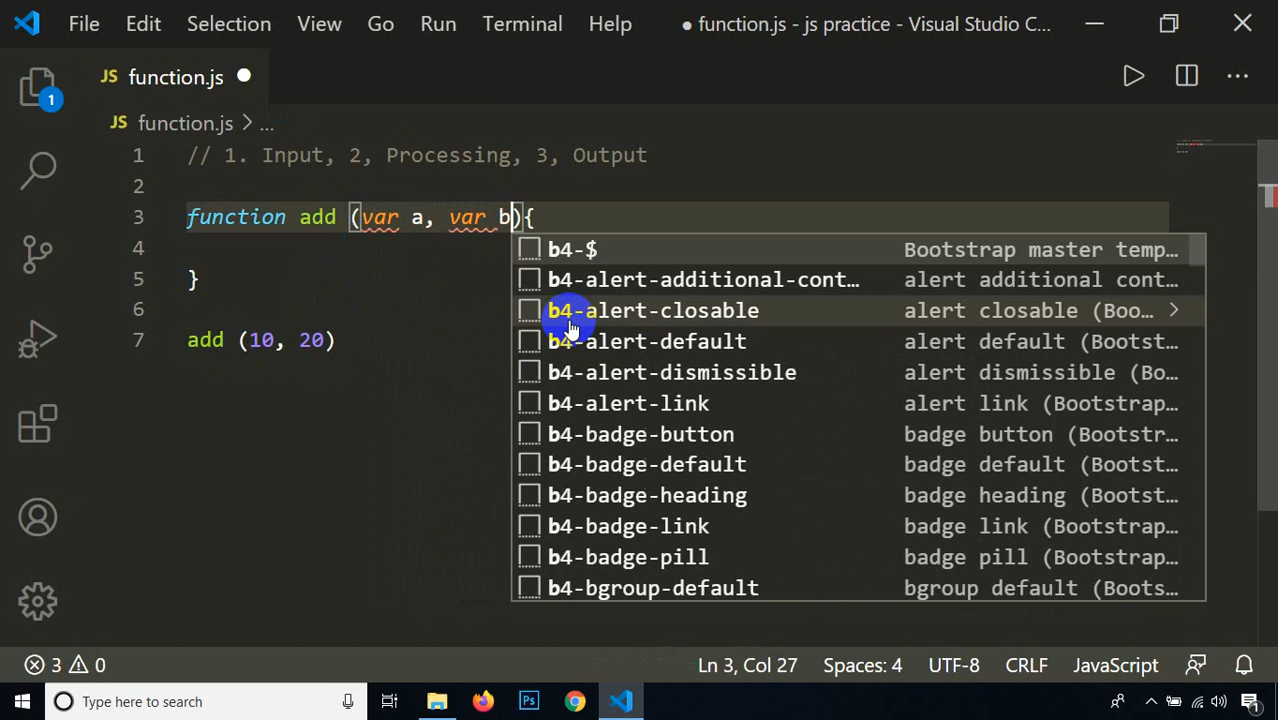 File Edit Selection View Go Run Terminal Help ● function.js - js practice - Visual Studio C...
JS function.js ●
JS function.js > ...
1 // 1. Input, 2, Processing, 3, Output
2
3 function add (var a, var b){
4
5 }
6
7 add (10, 20)
b4-$ Bootstrap master temp...
b4-alert-additional-cont... alert additional cont...
b4-alert-closable alert closable (Boo... >
b4-alert-default alert default (Bootst...
b4-alert-dismissible alert dismissible (Bo...
b4-alert-link alert link (Bootstrap...
b4-badge-button badge button (Bootstr...
b4-badge-default badge default (Bootst...
b4-badge-heading badge heading (Bootst...
b4-badge-link badge link (Bootstrap...
b4-badge-pill badge pill (Bootstrap...
b4-bgroup-default bgroup default (Boots...
1
3 0 Ln 3, Col 27 Spaces: 4 UTF-8 CRLF JavaScript
Type here to search Ps 1